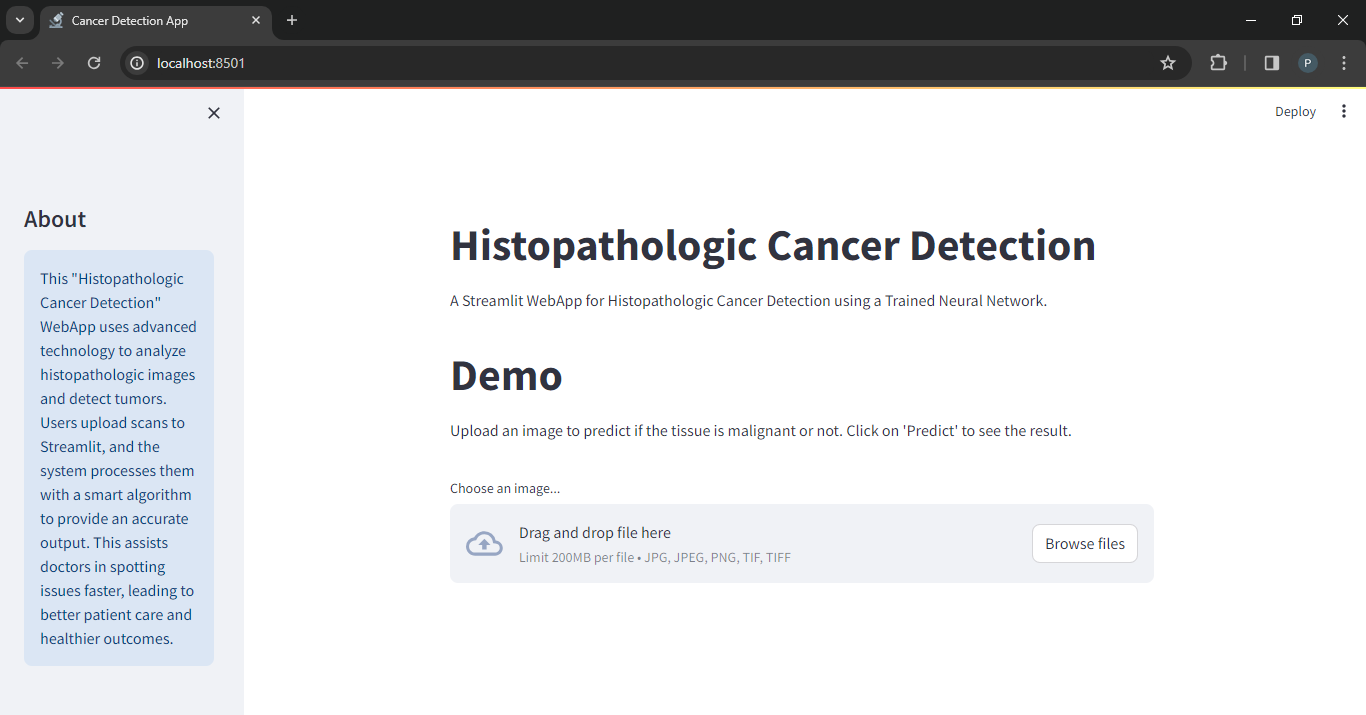 Cancer Detection App
localhost:8501
P
Deploy
About
This "Histopathologic
Cancer Detection"
WebApp uses advanced
technology to analyze
histopathologic images
and detect tumors.
Users upload scans to
Streamlit, and the
system processes them
with a smart algorithm
to provide an accurate
output. This assists
doctors in spotting
issues faster, leading to
better patient care and
healthier outcomes.
Histopathologic Cancer Detection
A Streamlit WebApp for Histopathologic Cancer Detection using a Trained Neural Network.
Demo
Upload an image to predict if the tissue is malignant or not. Click on 'Predict' to see the result.
Choose an image...
Drag and drop file here
Limit 200MB per file • JPG, JPEG, PNG, TIF, TIFF
Browse files